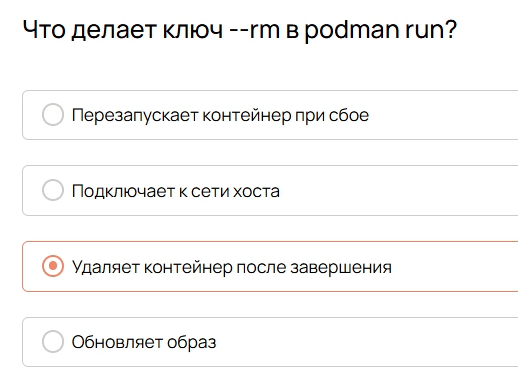 Что делает ключ --rm в podman run?
Перезапускает контейнер при сбое
Подключает к сети хоста
Удаляет контейнер после завершения
Обновляет образ